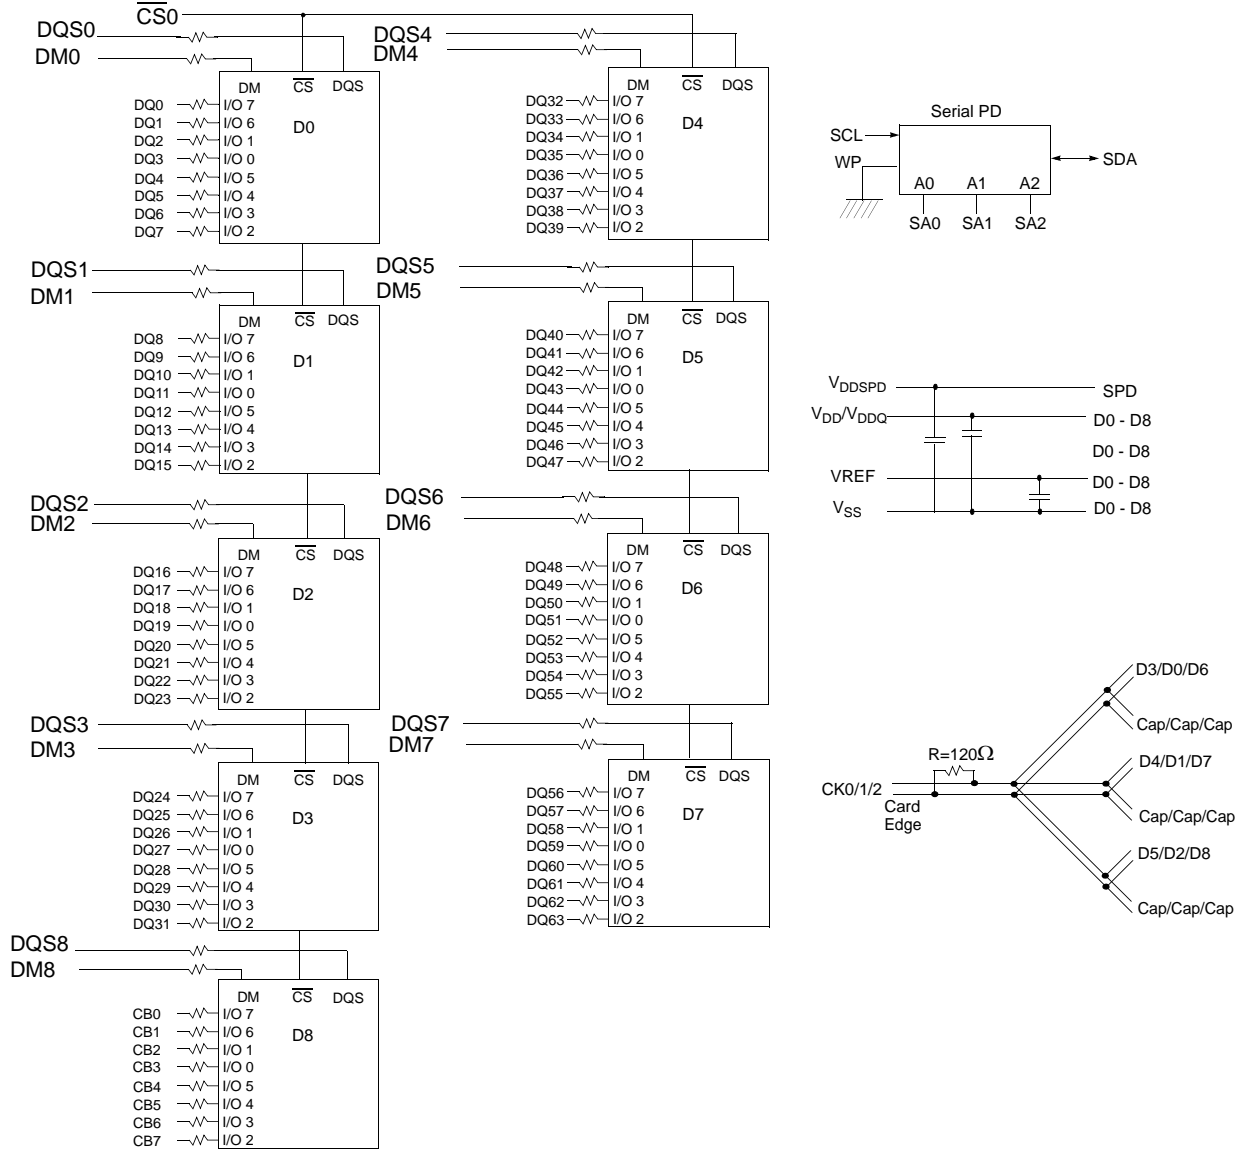 CS0
DQS0
DM0
DM CS DQS
D0
DQ0 I/O 7
DQ1 I/O 6
DQ2 I/O 1
DQ3 I/O 0
DQ4 I/O 5
DQ5 I/O 4
DQ6 I/O 3
DQ7 I/O 2
DQS1
DM1
DM CS DQS
D1
DQ8 I/O 7
DQ9 I/O 6
DQ10 I/O 1
DQ11 I/O 0
DQ12 I/O 5
DQ13 I/O 4
DQ14 I/O 3
DQ15 I/O 2
DQS2
DM2
DM CS DQS
D2
DQ16 I/O 7
DQ17 I/O 6
DQ18 I/O 1
DQ19 I/O 0
DQ20 I/O 5
DQ21 I/O 4
DQ22 I/O 3
DQ23 I/O 2
DQS3
DM3
DM CS DQS
D3
DQ24 I/O 7
DQ25 I/O 6
DQ26 I/O 1
DQ27 I/O 0
DQ28 I/O 5
DQ29 I/O 4
DQ30 I/O 3
DQ31 I/O 2
DQS8
DM8
DM CS DQS
D8
CB0 I/O 7
CB1 I/O 6
CB2 I/O 1
CB3 I/O 0
CB4 I/O 5
CB5 I/O 4
CB6 I/O 3
CB7 I/O 2
DQS4
DM4
DM CS DQS
D4
DQ32 I/O 7
DQ33 I/O 6
DQ34 I/O 1
DQ35 I/O 0
DQ36 I/O 5
DQ37 I/O 4
DQ38 I/O 3
DQ39 I/O 2
DQS5
DM5
DM CS DQS
D5
DQ40 I/O 7
DQ41 I/O 6
DQ42 I/O 1
DQ43 I/O 0
DQ44 I/O 5
DQ45 I/O 4
DQ46 I/O 3
DQ47 I/O 2
DQS6
DM6
DM CS DQS
D6
DQ48 I/O 7
DQ49 I/O 6
DQ50 I/O 1
DQ51 I/O 0
DQ52 I/O 5
DQ53 I/O 4
DQ54 I/O 3
DQ55 I/O 2
DQS7
DM7
DM CS DQS
D7
DQ56 I/O 7
DQ57 I/O 6
DQ58 I/O 1
DQ59 I/O 0
DQ60 I/O 5
DQ61 I/O 4
DQ62 I/O 3
DQ63 I/O 2
Serial PD
SCL
WP
SDA
A0 A1 A2
SA0 SA1 SA2
VDDSPD SPD
VDD/VDDQ D0 - D8
D0 - D8
VREF D0 - D8
VSS D0 - D8
D3/D0/D6
Cap/Cap/Cap
R=120Ω
D4/D1/D7
CK0/1/2
Card
Edge
Cap/Cap/Cap
D5/D2/D8
Cap/Cap/Cap